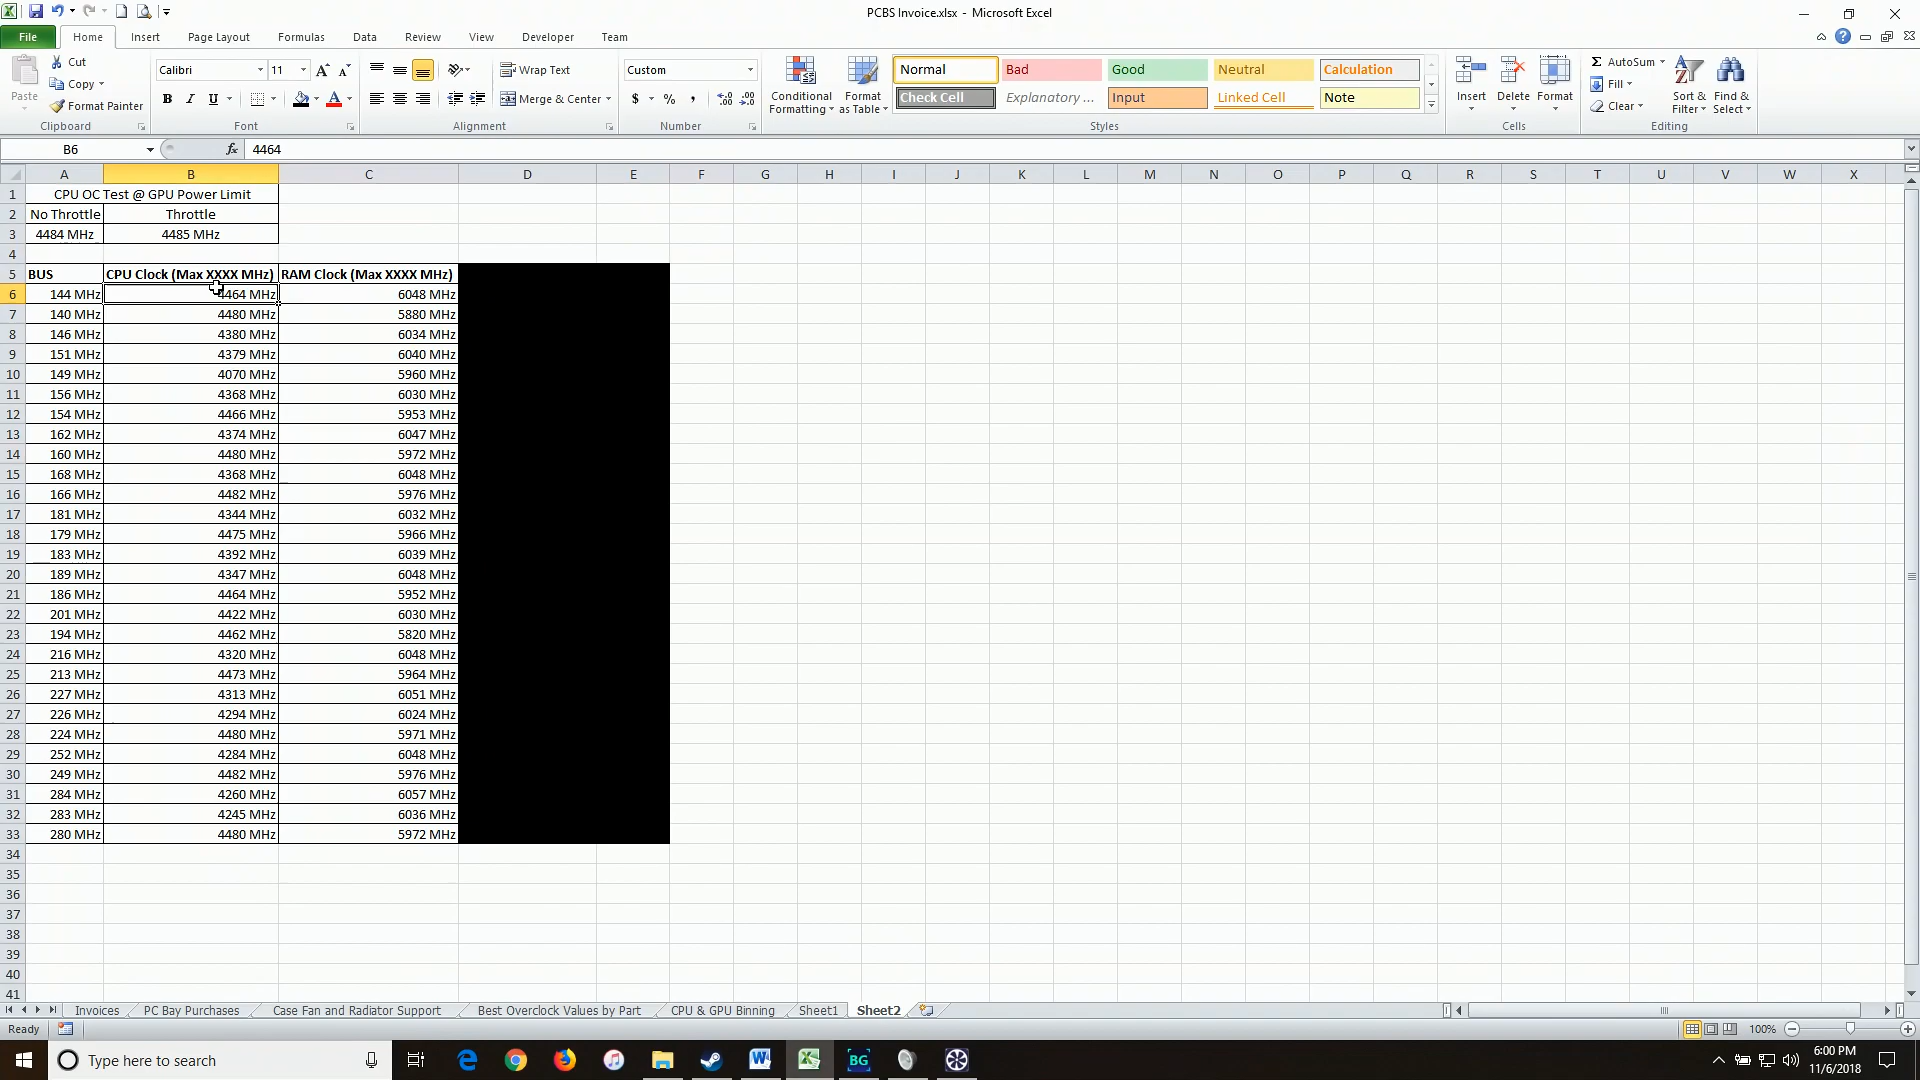 PCBS Invoice.xlsx - Microsoft Excel
File Home Insert Page Layout Formulas Data Review View Developer Team
Paste
Cut
Copy
Format Painter
Clipboard
Calibri 11
B I U
Font
Wrap Text
Merge & Center
Alignment
Custom
$ % ,
Number
Conditional Formatting
Format as Table
Normal Bad Good Neutral Calculation
Check Cell Explanatory ... Input Linked Cell Note
Styles
Insert Delete Format
Cells
AutoSum
Fill
Clear
Sort & Filter
Find & Select
Editing
B6 fx 4464
A B C D E F G H I J K L M N O P Q R S T U V W X
1 CPU OC Test @ GPU Power Limit
2 No Throttle Throttle
3 4484 MHz 4485 MHz
4
5 BUS CPU Clock (Max XXXX MHz) RAM Clock (Max XXXX MHz)
6 144 MHz 4464 MHz 6048 MHz
7 140 MHz 4480 MHz 5880 MHz
8 146 MHz 4380 MHz 6034 MHz
9 151 MHz 4379 MHz 6040 MHz
10 149 MHz 4070 MHz 5960 MHz
11 156 MHz 4368 MHz 6030 MHz
12 154 MHz 4466 MHz 5953 MHz
13 162 MHz 4374 MHz 6047 MHz
14 160 MHz 4480 MHz 5972 MHz
15 168 MHz 4368 MHz 6048 MHz
16 166 MHz 4482 MHz 5976 MHz
17 181 MHz 4344 MHz 6032 MHz
18 179 MHz 4475 MHz 5966 MHz
19 183 MHz 4392 MHz 6039 MHz
20 189 MHz 4347 MHz 6048 MHz
21 186 MHz 4464 MHz 5952 MHz
22 201 MHz 4422 MHz 6030 MHz
23 194 MHz 4462 MHz 5820 MHz
24 216 MHz 4320 MHz 6048 MHz
25 213 MHz 4473 MHz 5964 MHz
26 227 MHz 4313 MHz 6051 MHz
27 226 MHz 4294 MHz 6024 MHz
28 224 MHz 4480 MHz 5971 MHz
29 252 MHz 4284 MHz 6048 MHz
30 249 MHz 4482 MHz 5976 MHz
31 284 MHz 4260 MHz 6057 MHz
32 283 MHz 4245 MHz 6036 MHz
33 280 MHz 4480 MHz 5972 MHz
34
35
36
37
38
39
40
41
Invoices PC Bay Purchases Case Fan and Radiator Support Best Overclock Values by Part CPU & GPU Binning Sheet1 Sheet2
Ready 100%
Type here to search
BG
6:00 PM
11/6/2018